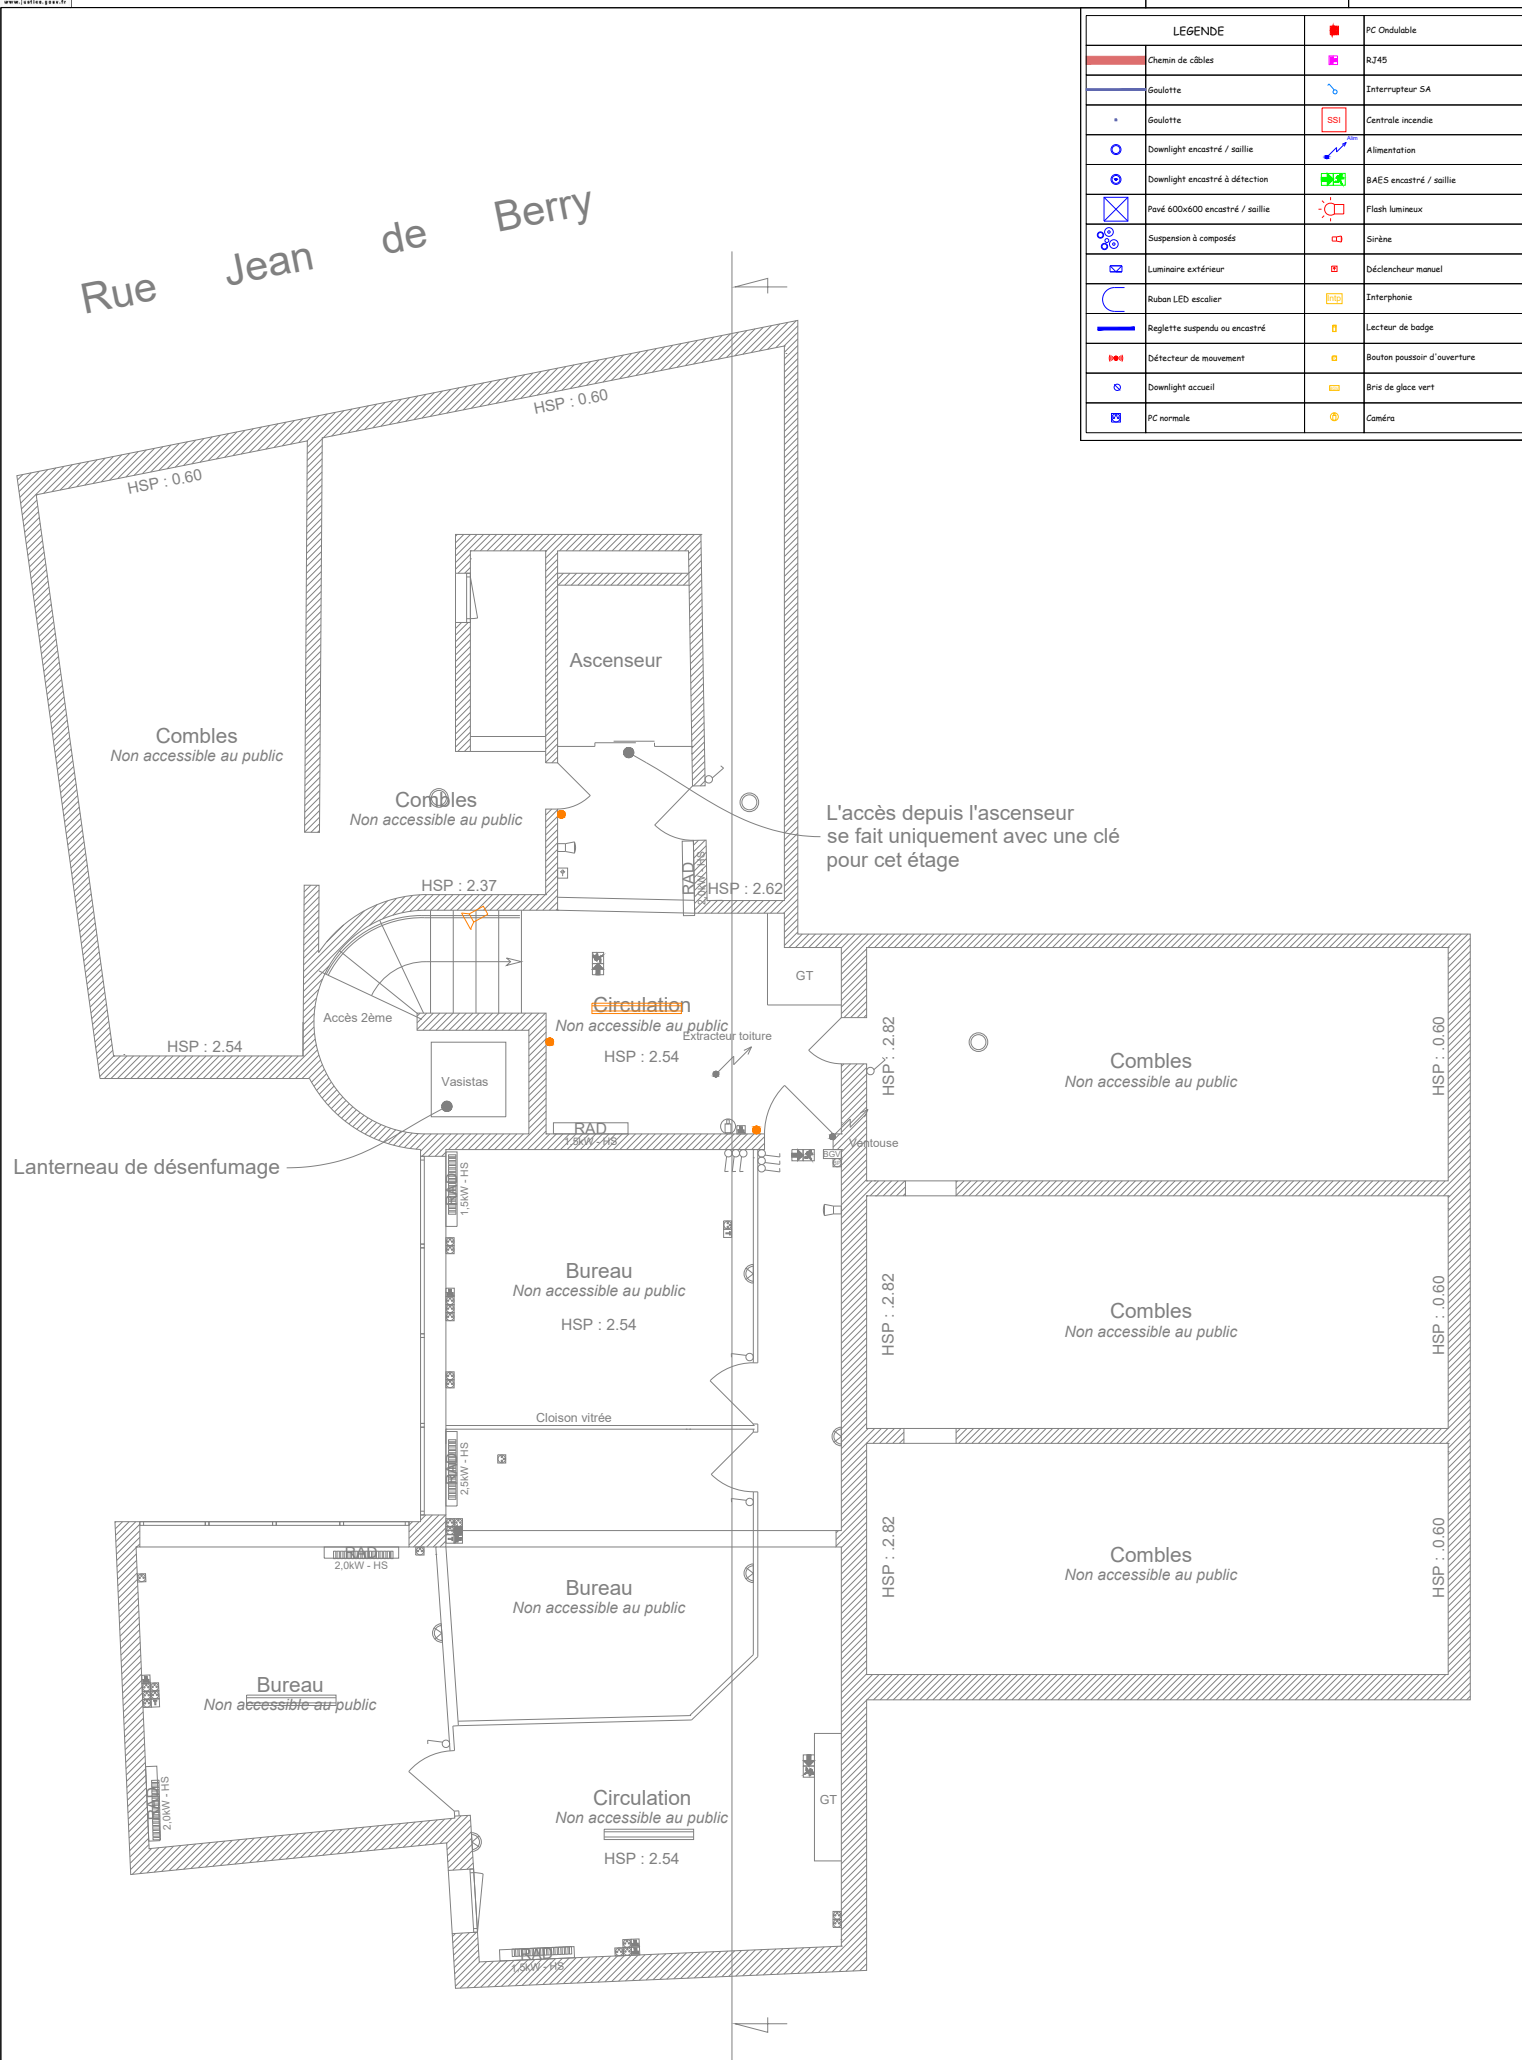 www.justice.gouv.fr
LEGENDE
PC Ondulable
Chemin de câbles
RJ45
Goulotte
Interrupteur SA
Goulotte
SSI
Centrale incendie
Downlight encastré / saillie
Alim
Alimentation
Downlight encastré à détection
BAES encastré / saillie
Pavé 600x600 encastré / saillie
Flash lumineux
Suspension à composés
Sirène
Luminaire extérieur
Déclencheur manuel
Ruban LED escalier
Intp
Interphonie
Reglette suspendu ou encastré
Lecteur de badge
Détecteur de mouvement
Bouton poussoir d'ouverture
Downlight accueil
Bris de glace vert
PC normale
Caméra
Rue Jean de Berry
HSP : 0.60
HSP : 0.60
Ascenseur
Combles
Non accessible au public
Combles
Non accessible au public
L'accès depuis l'ascenseur
se fait uniquement avec une clé
pour cet étage
RAD
HSP : 2.37
HSP : 2.62
GT
Circulation
Non accessible au public
Accès 2ème
Extracteur toiture
HSP : 2.54
HSP : 2.54
Vasistas
HSP : .2.82
Combles
Non accessible au public
HSP : .0.60
RAD
1.5kW - HS
Ventouse
BGV
Lanterneau de désenfumage
1,5kW - HS
Bureau
Non accessible au public
HSP : 2.54
HSP : .2.82
Combles
Non accessible au public
HSP : .0.60
Cloison vitrée
2,5kW - HS
HSP : .2.82
Combles
Non accessible au public
HSP : .0.60
RAD
2,0kW - HS
Bureau
Non accessible au public
Bureau
Non accessible au public
RAD
2,0kW - HS
Circulation
Non accessible au public
GT
HSP : 2.54
RAD
1.5kW - HS